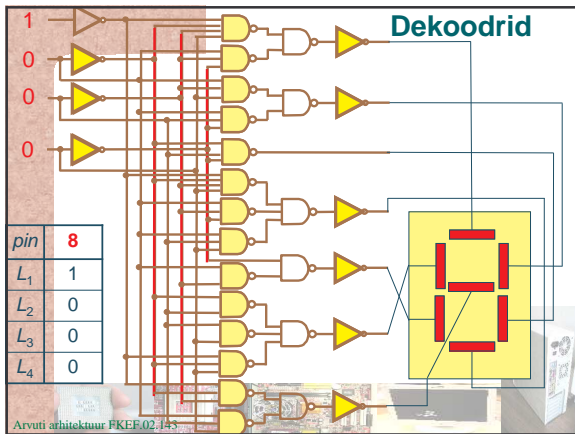 Dekoodrid
1
0
0
0
pin 8
L1 1
L2 0
L3 0
L4 0
Arvuti arhitektuur FKEF.02.143